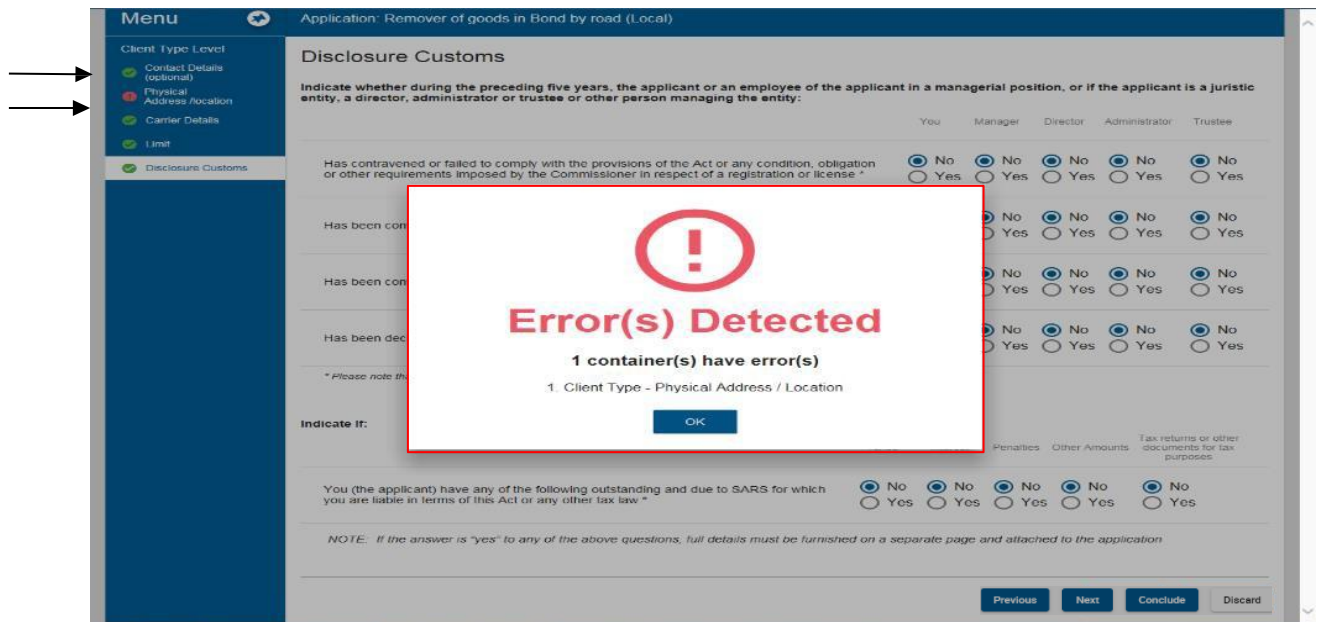 Menu
Application: Remover of goods in Bond by road (Local)
Client Type Level
Contact Details
(optional)
Physical
Address /location
Carrier Details
Limit
Disclosure Customs
Disclosure Customs
Indicate whether during the preceding five years, the applicant or an employee of the applicant in a managerial position, or if the applicant is a juristic
entity, a director, administrator or trustee or other person managing the entity:
You Manager Director Administrator Trustee
Has contravened or failed to comply with the provisions of the Act or any condition, obligation
or other requirements imposed by the Commissioner in respect of a registration or license *
No No No No No
Yes Yes Yes Yes Yes
Has been con
No No No No
Yes Yes Yes Yes
Has been con
No No No No
Yes Yes Yes Yes
Has been dec
No No No No
Yes Yes Yes Yes
* Please note tha
Error(s) Detected
1 container(s) have error(s)
1. Client Type - Physical Address / Location
OK
Indicate If:
Penalties Other Amounts Tax returns or other
documents for tax
purposes
You (the applicant) have any of the following outstanding and due to SARS for which
you are liable in terms of this Act or any other tax law *
No No No No No
Yes Yes Yes Yes Yes
NOTE: If the answer is "yes" to any of the above questions, full details must be furnished on a separate page and attached to the application
Previous Next Conclude Discard